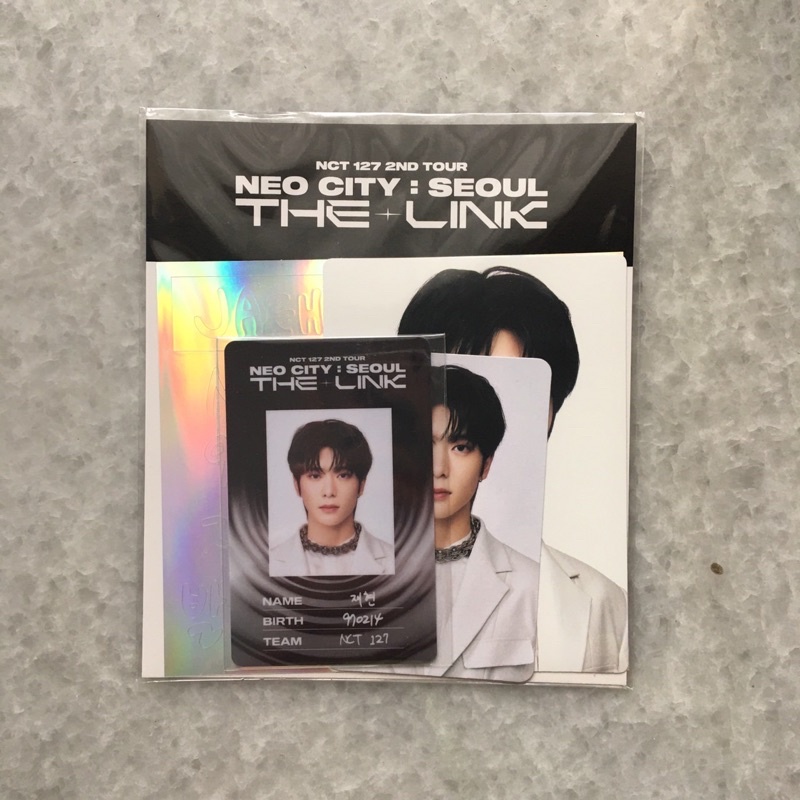 NCT 127 2ND TOUR
NEO CITY : SEOUL
THE LINK
JAEH
NCT 127 2ND TOUR
NEO CITY : SEOUL
THE LINK
NAME 재현
BIRTH 970214
TEAM NCT 127